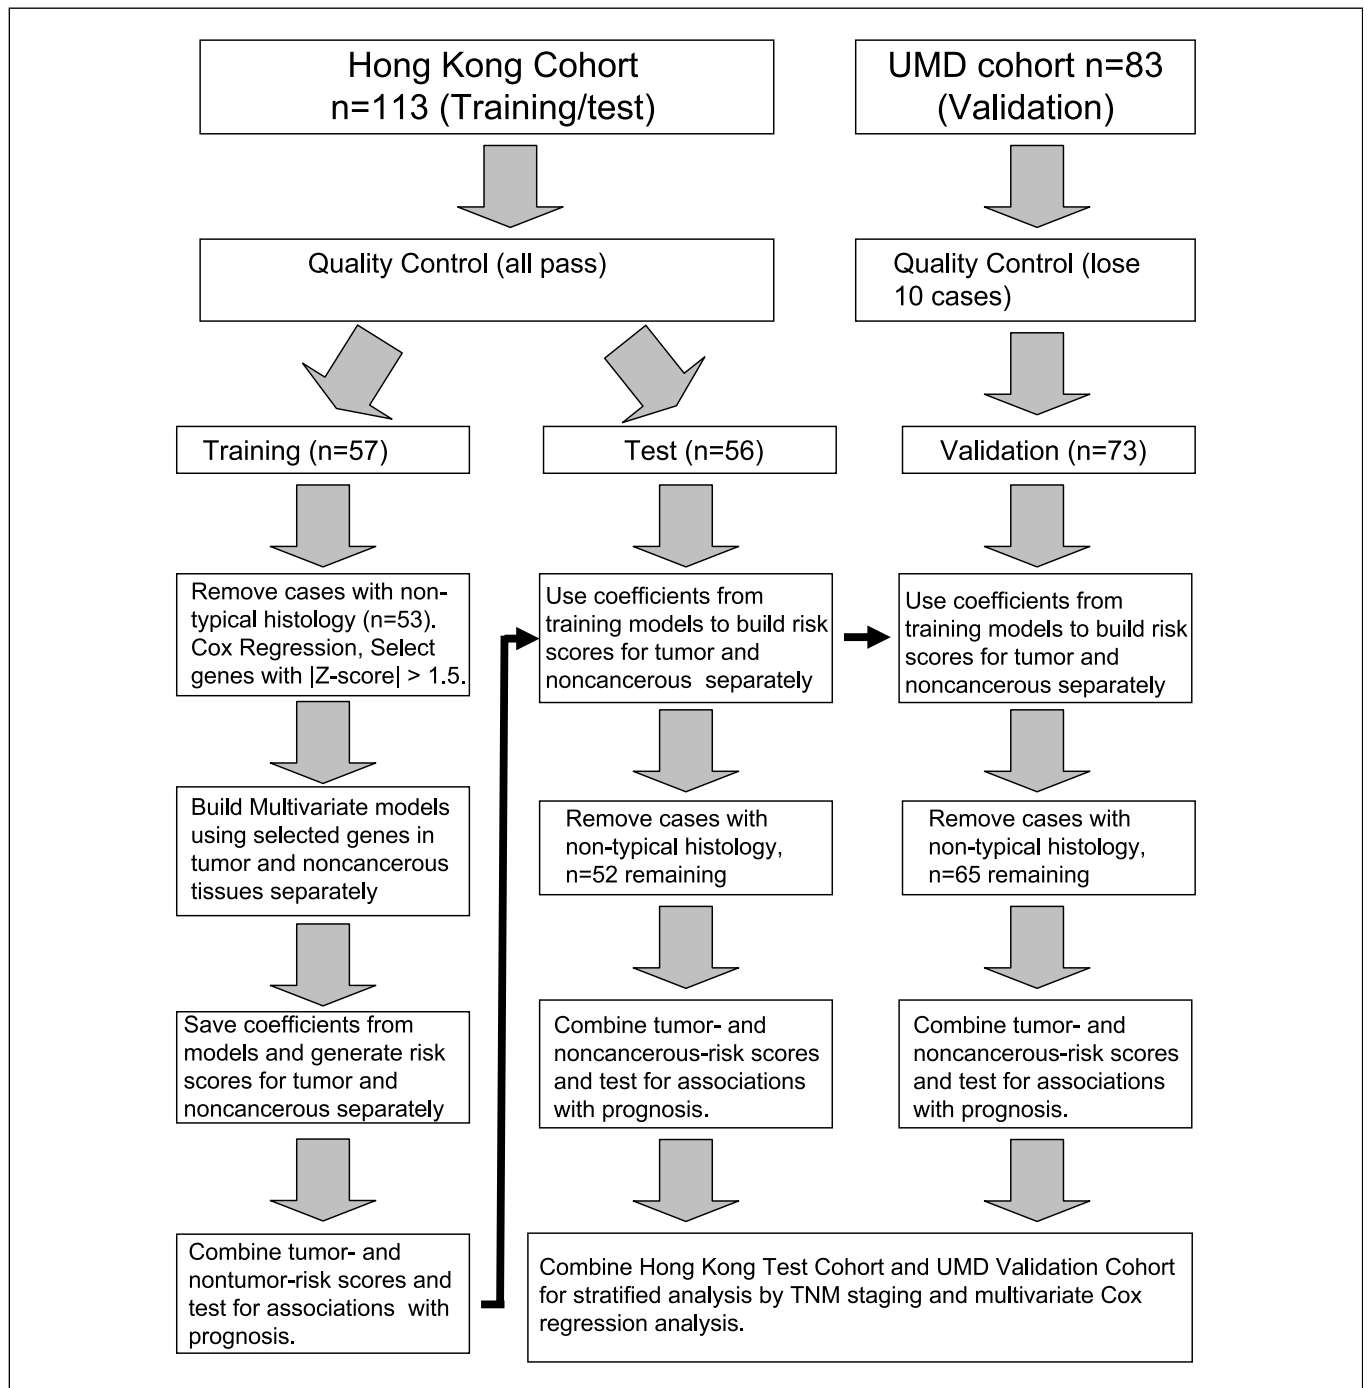 Hong Kong Cohort
n=113 (Training/test)
UMD cohort n=83
(Validation)
Quality Control (all pass)
Quality Control (lose
10 cases)
Training (n=57)
Test (n=56)
Validation (n=73)
Remove cases with non-
typical histology (n=53).
Cox Regression, Select
genes with |Z-score| > 1.5.
Use coefficients from
training models to build risk
scores for tumor and
noncancerous separately
Use coefficients from
training models to build risk
scores for tumor and
noncancerous separately
Build Multivariate models
using selected genes in
tumor and noncancerous
tissues separately
Remove cases with
non-typical histology,
n=52 remaining
Remove cases with
non-typical histology,
n=65 remaining
Save coefficients from
models and generate risk
scores for tumor and
noncancerous separately
Combine tumor- and
noncancerous-risk scores
and test for associations
with prognosis.
Combine tumor- and
noncancerous-risk scores
and test for associations
with prognosis.
Combine tumor- and
nontumor-risk scores and
test for associations with
prognosis.
Combine Hong Kong Test Cohort and UMD Validation Cohort
for stratified analysis by TNM staging and multivariate Cox
regression analysis.